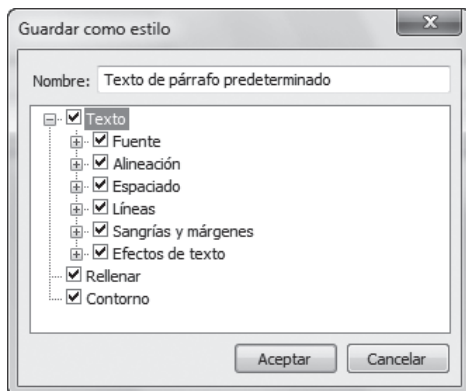 Guardar como estilo
Nombre: Texto de párrafo predeterminado
Texto
Fuente
Alineación
Espaciado
Líneas
Sangrías y márgenes
Efectos de texto
Rellenar
Contorno
Aceptar Cancelar